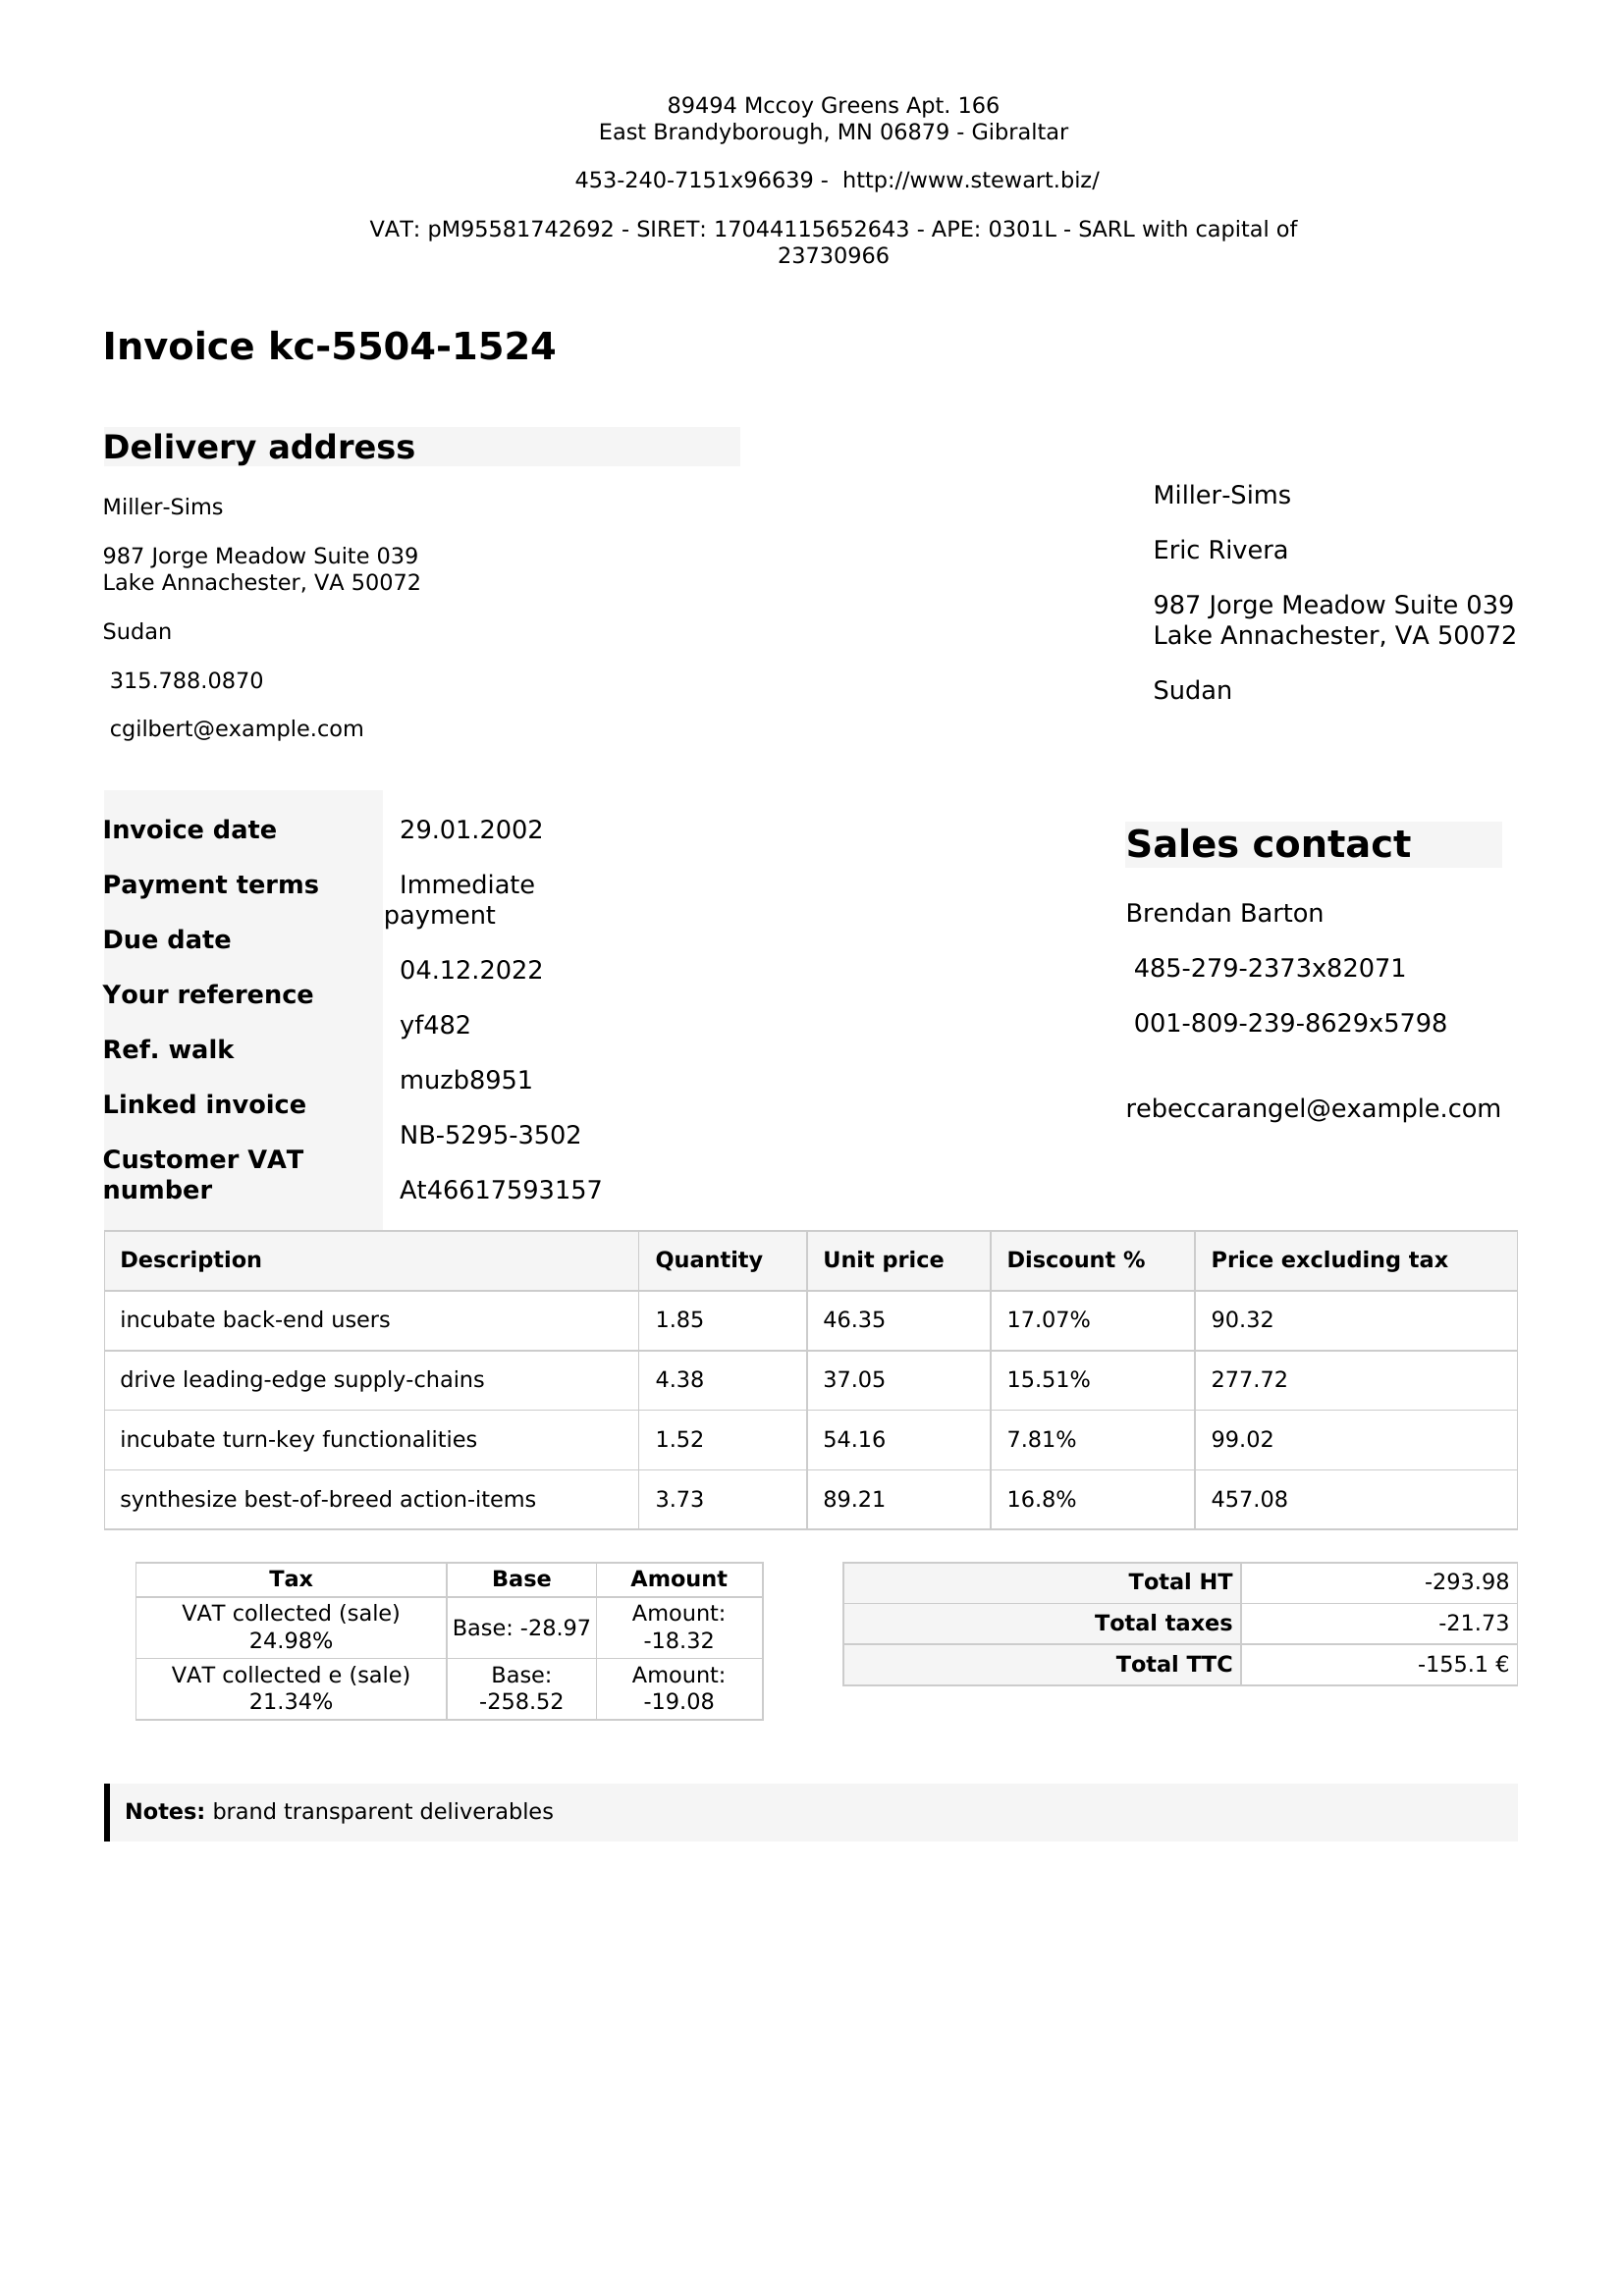 89494 Mccoy Greens Apt. 166
East Brandyborough, MN 06879 - Gibraltar
453-240-7151x96639 -  http://www.stewart.biz/
VAT: pM95581742692 - SIRET: 17044115652643 - APE: 0301L - SARL with capital of
23730966
Invoice kc-5504-1524
Delivery address
Miller-Sims
987 Jorge Meadow Suite 039
Lake Annachester, VA 50072
Sudan
315.788.0870
cgilbert@example.com
Miller-Sims
Eric Rivera
987 Jorge Meadow Suite 039
Lake Annachester, VA 50072
Sudan
Invoice date
Payment terms
Due date
Your reference
Ref. walk
Linked invoice
Customer VAT
number
29.01.2002
Immediate
payment
04.12.2022
yf482
muzb8951
NB-5295-3502
At46617593157
Sales contact
Brendan Barton
485-279-2373x82071
001-809-239-8629x5798
rebeccarangel@example.com
Description Quantity Unit price Discount % Price excluding tax
incubate back-end users 1.85 46.35 17.07% 90.32
drive leading-edge supply-chains 4.38 37.05 15.51% 277.72
incubate turn-key functionalities 1.52 54.16 7.81% 99.02
synthesize best-of-breed action-items 3.73 89.21 16.8% 457.08
Tax Base Amount
VAT collected (sale)
24.98%
Base: -28.97
Amount:
-18.32
VAT collected e (sale)
21.34%
Base:
-258.52
Amount:
-19.08
Total HT -293.98
Total taxes -21.73
Total TTC -155.1 €
Notes: brand transparent deliverables